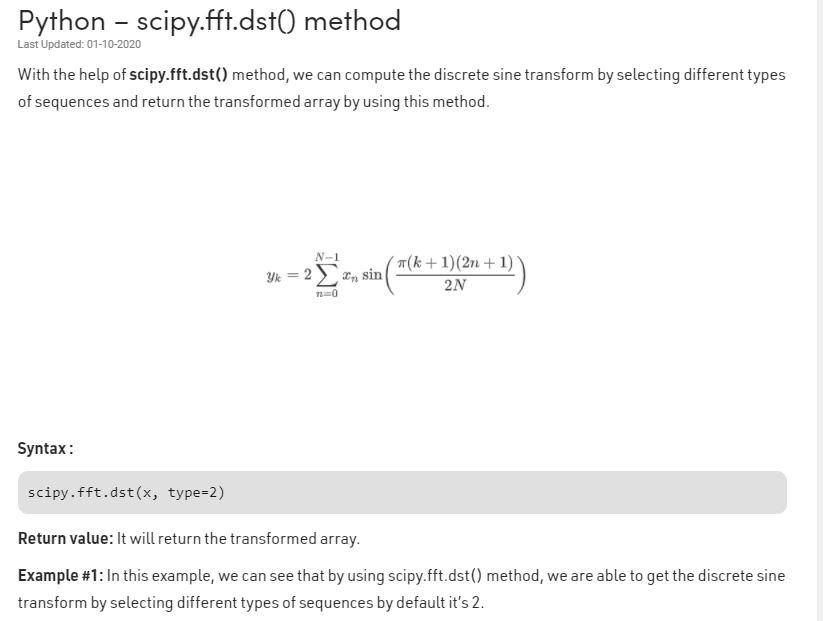 Python – scipy.fft.dst() method
Last Updated: 01-10-2020
With the help of scipy.fft.dst() method, we can compute the discrete sine transform by selecting different types
of sequences and return the transformed array by using this method.
y_k = 2 \sum_{n=0}^{N-1} x_n \sin\left(\frac{\pi(k+1)(2n+1)}{2N}\right)
Syntax :
scipy.fft.dst(x, type=2)
Return value: It will return the transformed array.
Example #1: In this example, we can see that by using scipy.fft.dst() method, we are able to get the discrete sine
transform by selecting different types of sequences by default it's 2.